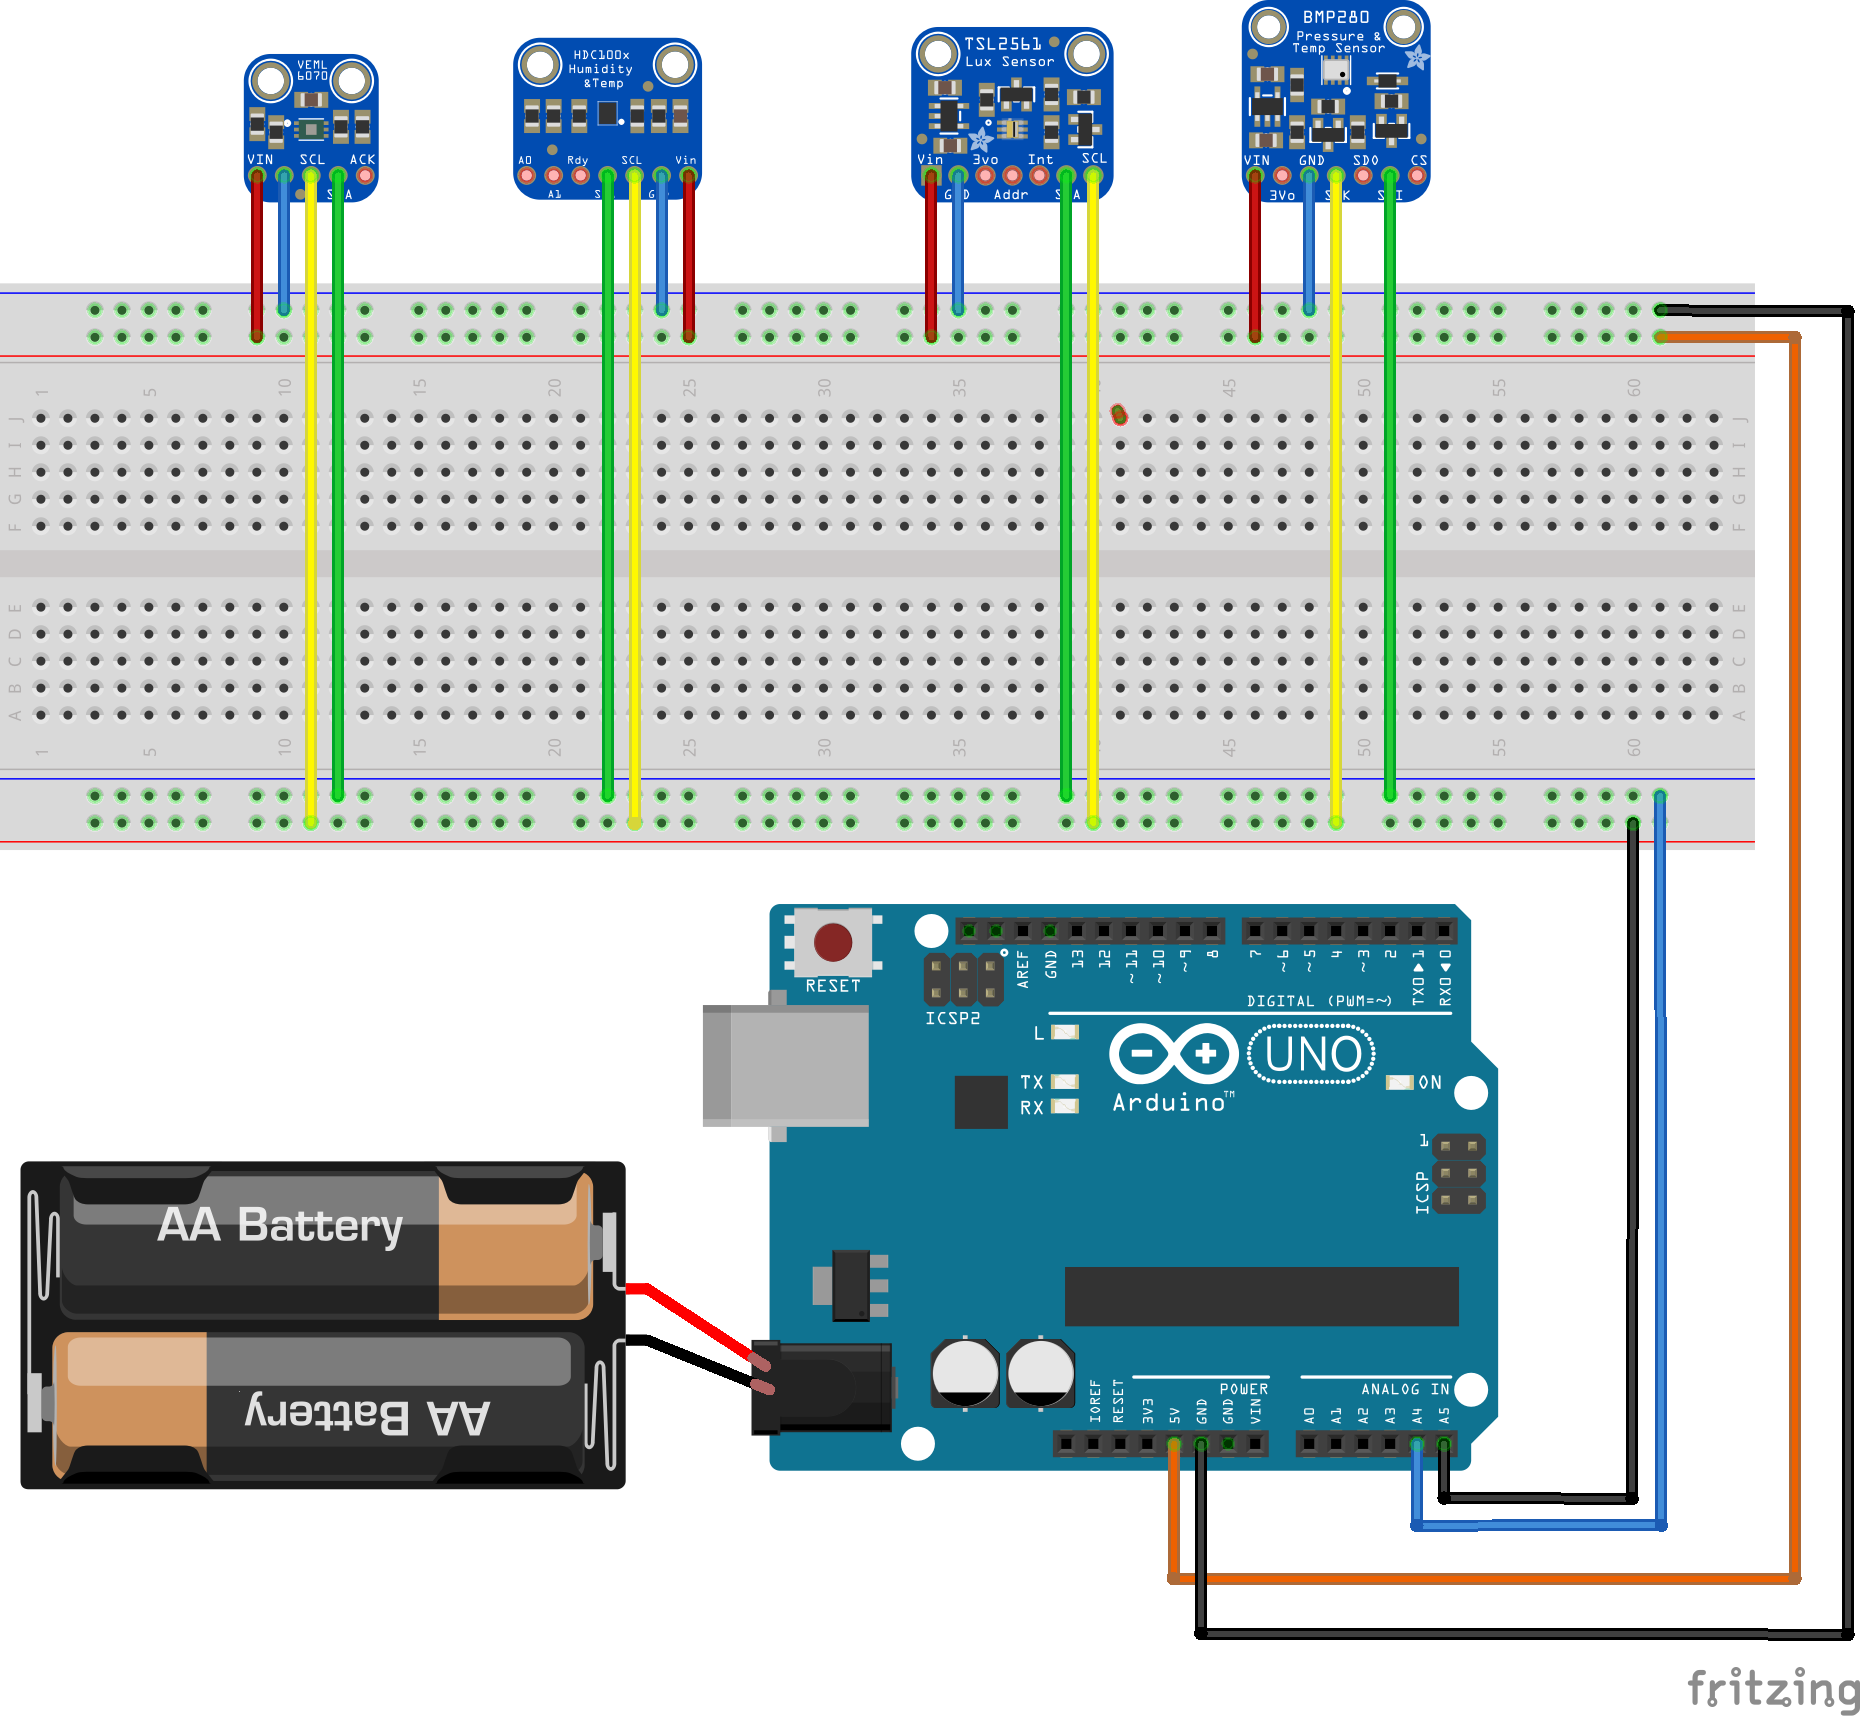 VEML
6070
VIN SCL ACK
HDC100x
Humidity
&Temp
A0 Rdy SCL Vin
A1
TSL2561
Lux Sensor
Vin 3vo Int SCL
Addr
BMP280
Pressure &
Temp Sensor
VIN GND SDO CS
3Vo
1 5 10 15 20 25 30 35 45 50 55 60
J J
I I
H H
G G
F F
E E
D D
C C
B B
A A
1 5 10 15 20 25 30 35 45 50 55 60
RESET
ICSP2
AREF GND 13 12 ~11 ~10 ~9 8 7 ~6 ~5 4 ~3 2 TX0▶1 RX0◀0
DIGITAL (PWM=~)
L
TX
RX
Arduino™
UNO
ON
1
ICSP
POWER
ANALOG IN
IOREF RESET 3V3 5V GND GND VIN A0 A1 A2 A3 A4 A5
AA Battery
AA Battery
fritzing